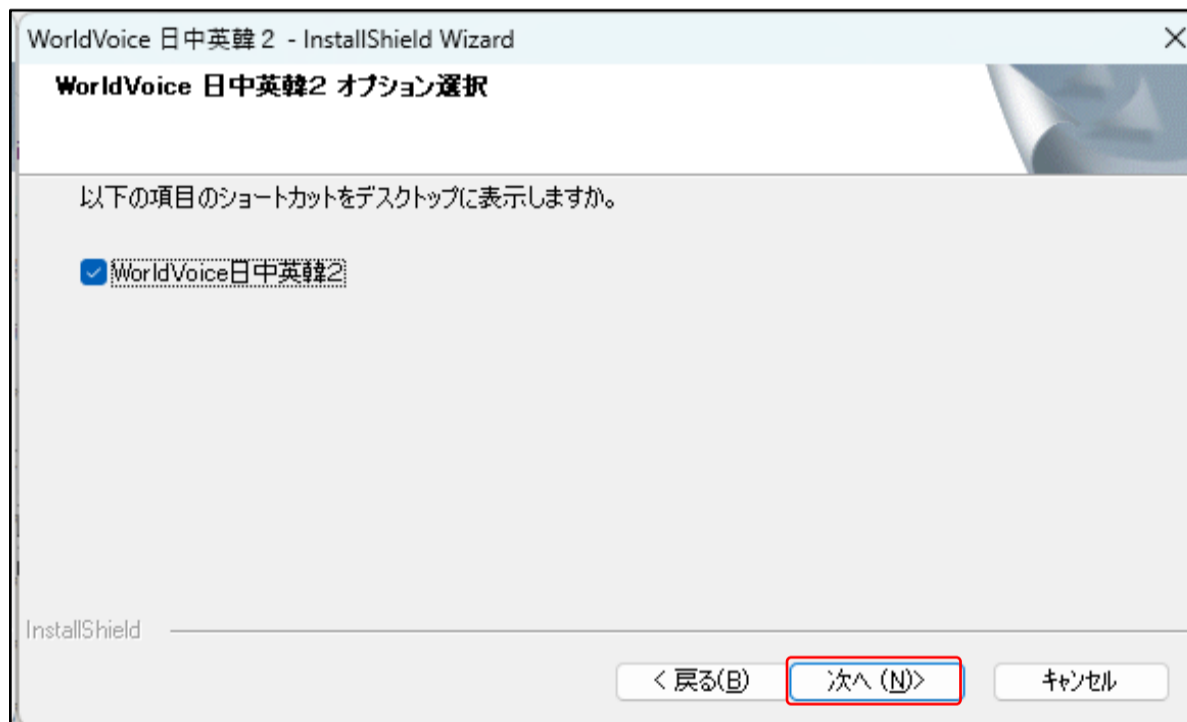 WorldVoice 日中英韓２ - InstallShield Wizard
WorldVoice 日中英韓2 オプション選択
以下の項目のショートカットをデスクトップに表示しますか。
WorldVoice日中英韓2
InstallShield
< 戻る(B)
次へ (N)>
キャンセル